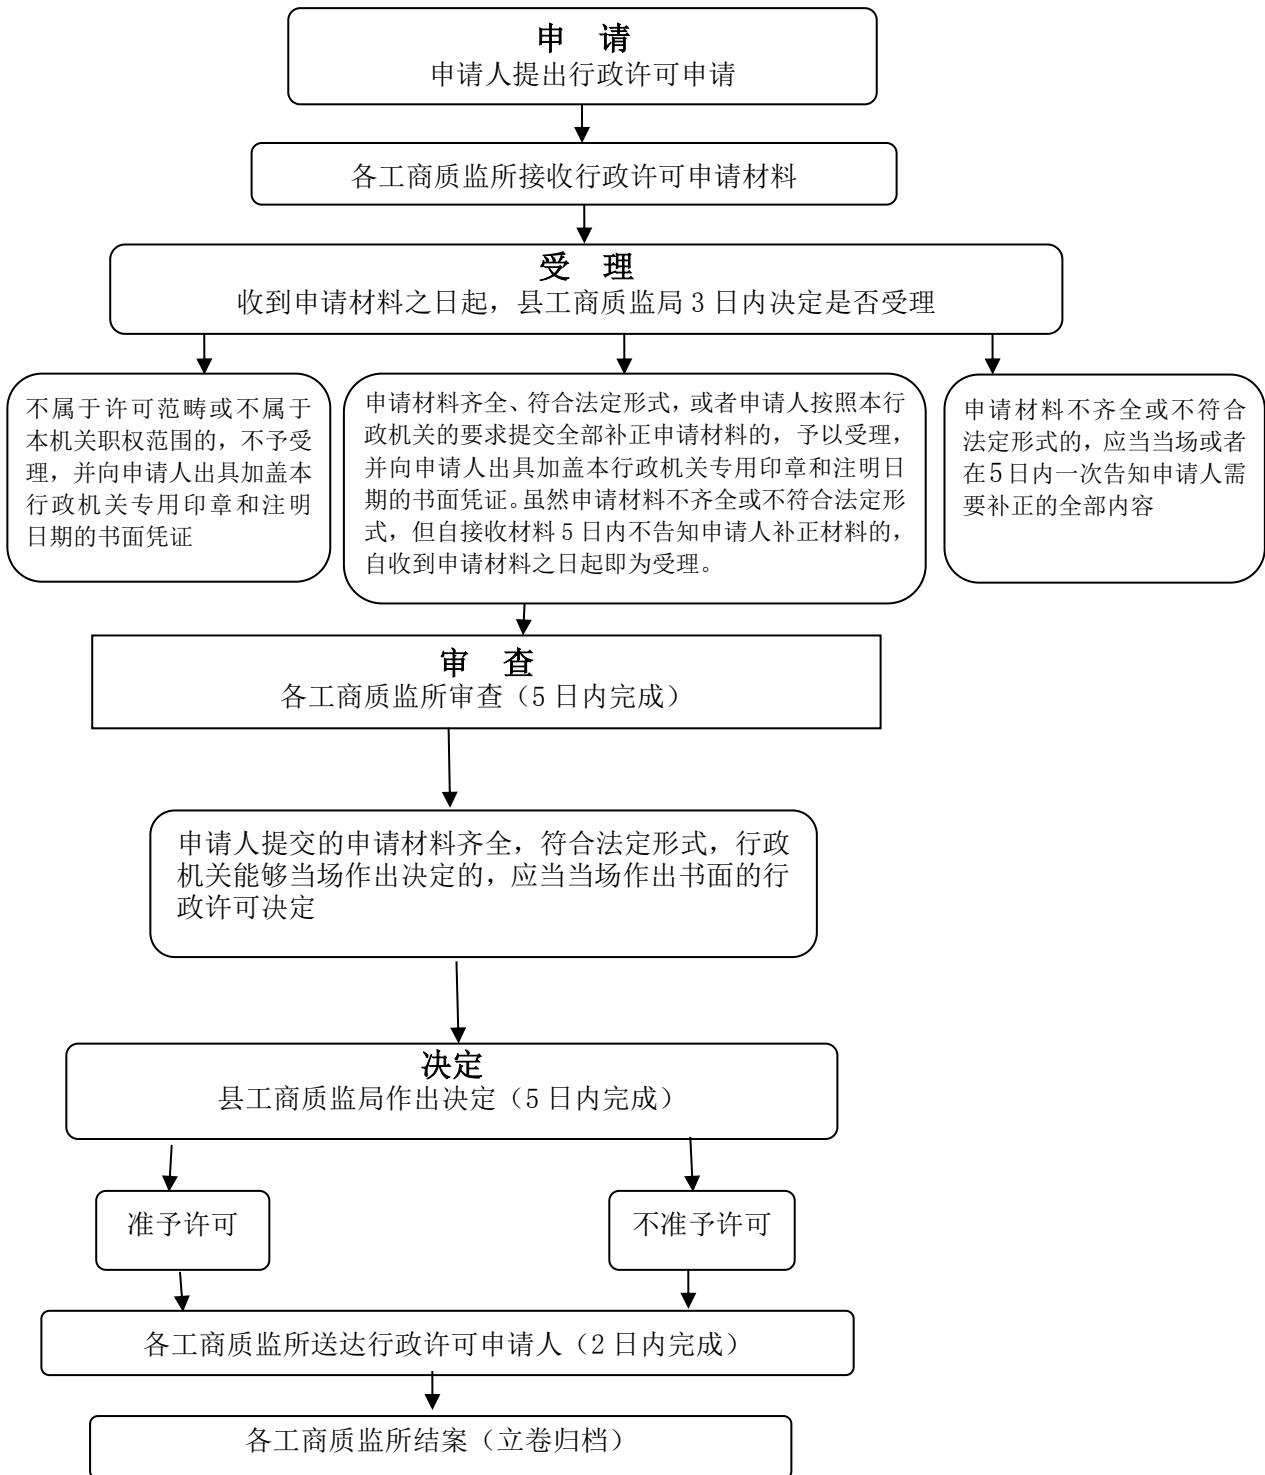 申　请
申请人提出行政许可申请
各工商质监所接收行政许可申请材料
受　理
收到申请材料之日起，县工商质监局 3 日内决定是否受理
不属于许可范畴或不属于
本机关职权范围的，不予受
理，并向申请人出具加盖本
行政机关专用印章和注明
日期的书面凭证
申请材料齐全、符合法定形式，或者申请人按照本行
政机关的要求提交全部补正申请材料的，予以受理，
并向申请人出具加盖本行政机关专用印章和注明日
期的书面凭证。虽然申请材料不齐全或不符合法定形
式，但自接收材料 5 日内不告知申请人补正材料的，
自收到申请材料之日起即为受理。
申请材料不齐全或不符合
法定形式的，应当当场或者
在 5 日内一次告知申请人需
要补正的全部内容
审　查
各工商质监所审查（5 日内完成）
申请人提交的申请材料齐全，符合法定形式，行政
机关能够当场作出决定的，应当当场作出书面的行
政许可决定
决定
县工商质监局作出决定（5 日内完成）
准予许可
不准予许可
各工商质监所送达行政许可申请人（2 日内完成）
各工商质监所结案（立卷归档）